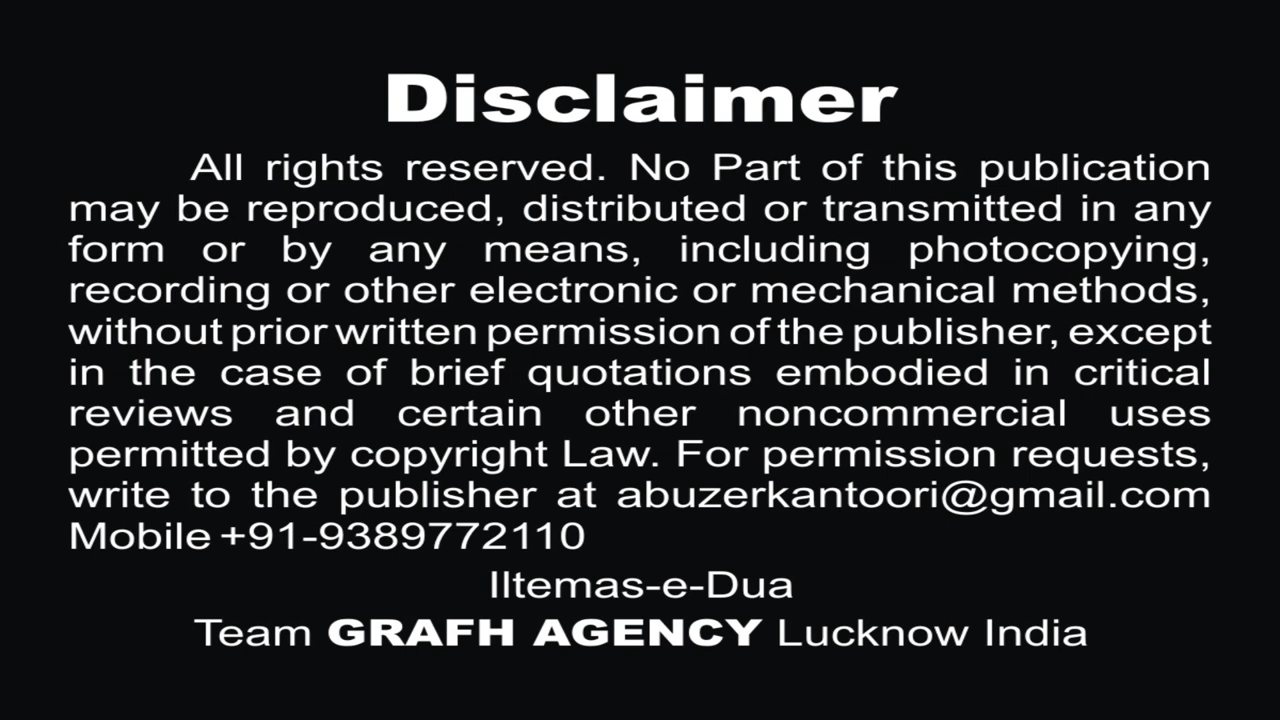 Disclaimer
All rights reserved. No Part of this publication
may be reproduced, distributed or transmitted in any
form or by any means, including photocopying,
recording or other electronic or mechanical methods,
without prior written permission of the publisher, except
in the case of brief quotations embodied in critical
reviews and certain other noncommercial uses
permitted by copyright Law. For permission requests,
write to the publisher at abuzerkantoori@gmail.com
Mobile +91-9389772110
Iltemas-e-Dua
Team GRAFH AGENCY Lucknow India